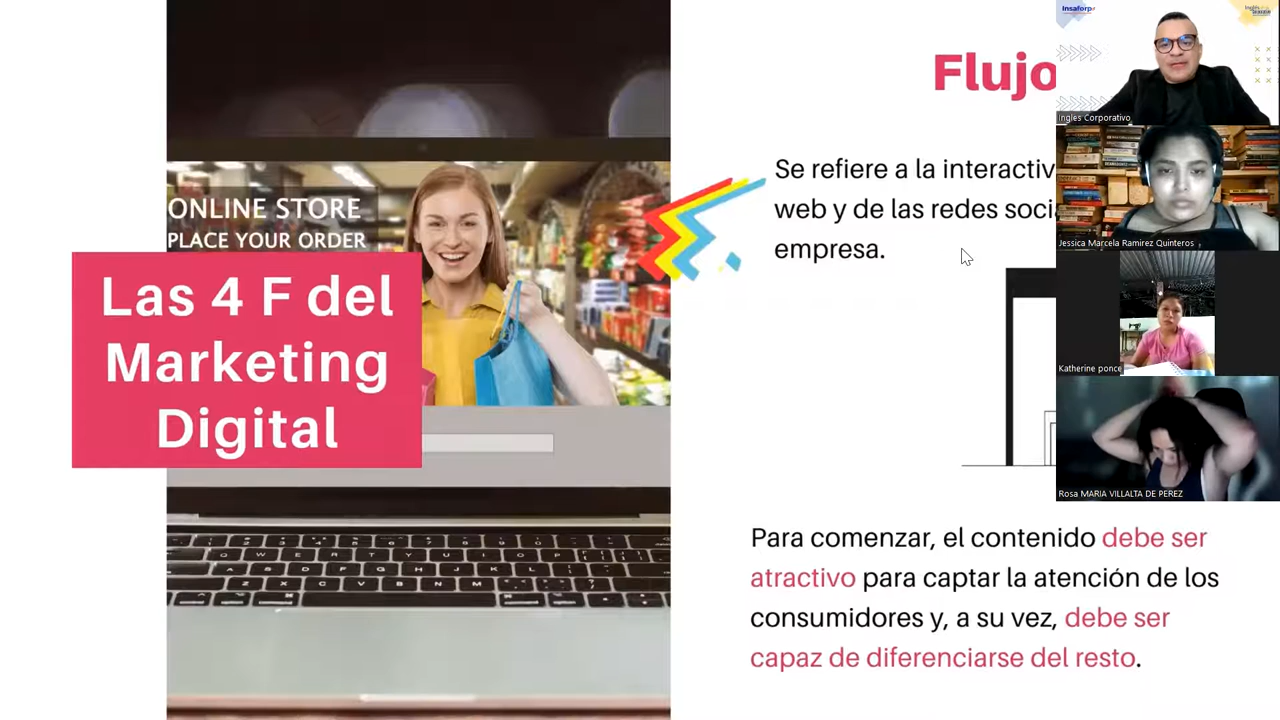 ONLINE STORE
PLACE YOUR ORDER
Las 4 F del
Marketing
Digital
Flujo
Se refiere a la interactiv
web y de las redes soci
empresa.
Para comenzar, el contenido debe ser
atractivo para captar la atención de los
consumidores y, a su vez, debe ser
capaz de diferenciarse del resto.
insaforp
Ingles Corporativo
Jessica Marcela Ramirez Quinteros
Katherine ponce
Rosa MARIA VILLALTA DE PEREZ